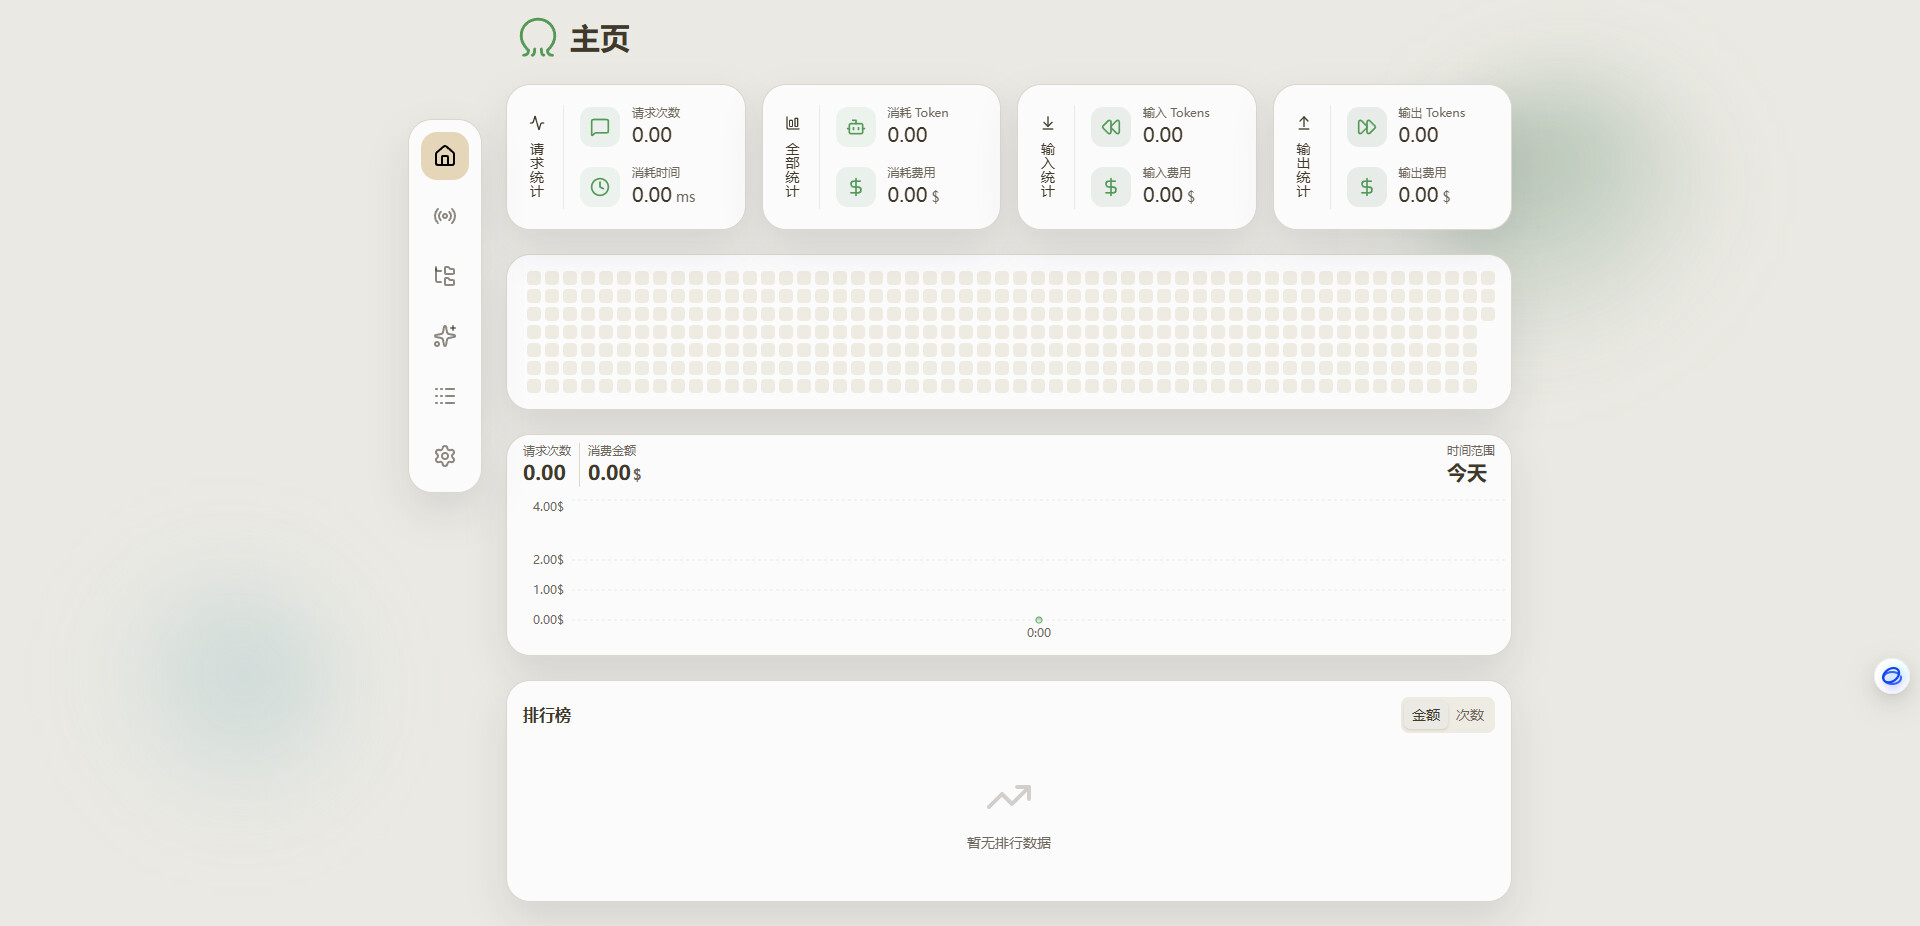 主页
请求统计
请求次数
0.00
消耗时间
0.00 ms
全部统计
消耗 Token
0.00
消耗费用
0.00 $
输入统计
输入 Tokens
0.00
输入费用
0.00 $
输出统计
输出 Tokens
0.00
输出费用
0.00 $
请求次数
0.00
消费金额
0.00 $
时间范围
今天
4.00$
2.00$
1.00$
0.00$
0:00
排行榜
金额 次数
暂无排行数据